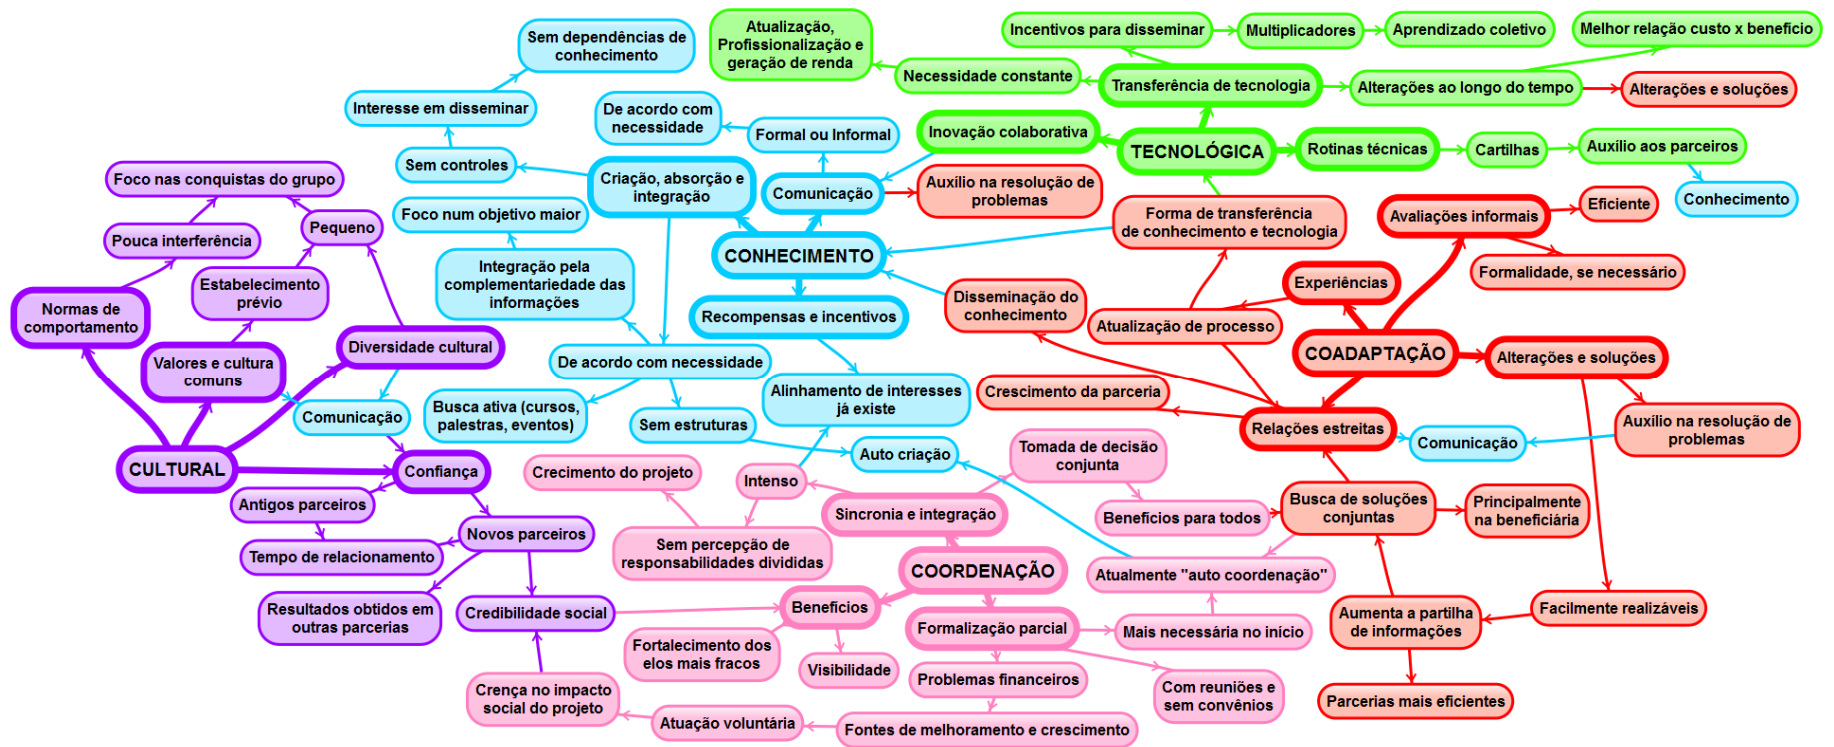 Sem dependências de
conhecimento
Interesse em disseminar
Sem controles
De acordo com
necessidade
Formal ou Informal
Criação, absorção e
integração
Comunicação
Auxílio na resolução de
problemas
Foco num objetivo maior
Integração pela
complementariedade das
informações
CONHECIMENTO
Recompensas e incentivos
De acordo com necessidade
Busca ativa (cursos,
palestras, eventos)
Sem estruturas
Alinhamento de interesses
já existe
Auto criação
Atualização,
Profissionalização e
geração de renda
Necessidade constante
Incentivos para disseminar
Multiplicadores
Aprendizado coletivo
Melhor relação custo x benefício
Transferência de tecnologia
Alterações ao longo do tempo
Alterações e soluções
Inovação colaborativa
TECNOLÓGICA
Rotinas técnicas
Cartilhas
Auxílio aos parceiros
Conhecimento
Forma de transferência
de conhecimento e tecnologia
Avaliações informais
Eficiente
Formalidade, se necessário
Experiências
Disseminação do
conhecimento
Atualização de processo
COADAPTAÇÃO
Alterações e soluções
Crescimento da parceria
Relações estreitas
Comunicação
Auxílio na resolução de
problemas
Busca de soluções
conjuntas
Principalmente
na beneficiária
Aumenta a partilha
de informações
Facilmente realizáveis
Parcerias mais eficientes
Foco nas conquistas do grupo
Pouca interferência
Pequeno
Estabelecimento
prévio
Normas de
comportamento
Valores e cultura
comuns
Diversidade cultural
Comunicação
CULTURAL
Confiança
Antigos parceiros
Novos parceiros
Tempo de relacionamento
Resultados obtidos em
outras parcerias
Credibilidade social
Crecimento do projeto
Intenso
Tomada de decisão
conjunta
Sincronia e integração
Benefícios para todos
Sem percepção de
responsabilidades divididas
COORDENAÇÃO
Atualmente "auto coordenação"
Benefícios
Formalização parcial
Mais necessária no início
Fortalecimento dos
elos mais fracos
Visibilidade
Problemas financeiros
Com reuniões e
sem convênios
Crença no impacto
social do projeto
Atuação voluntária
Fontes de melhoramento e crescimento